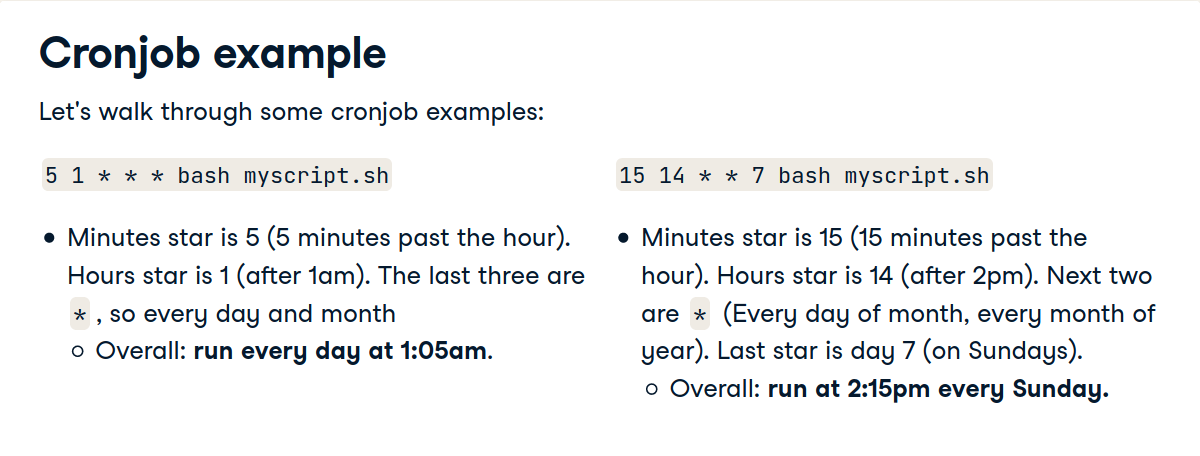 Cronjob example
Let's walk through some cronjob examples:
5 1 * * * bash myscript.sh
• Minutes star is 5 (5 minutes past the hour).
Hours star is 1 (after 1am). The last three are
* , so every day and month
○ Overall: run every day at 1:05am.
15 14 * * 7 bash myscript.sh
• Minutes star is 15 (15 minutes past the
hour). Hours star is 14 (after 2pm). Next two
are * (Every day of month, every month of
year). Last star is day 7 (on Sundays).
○ Overall: run at 2:15pm every Sunday.